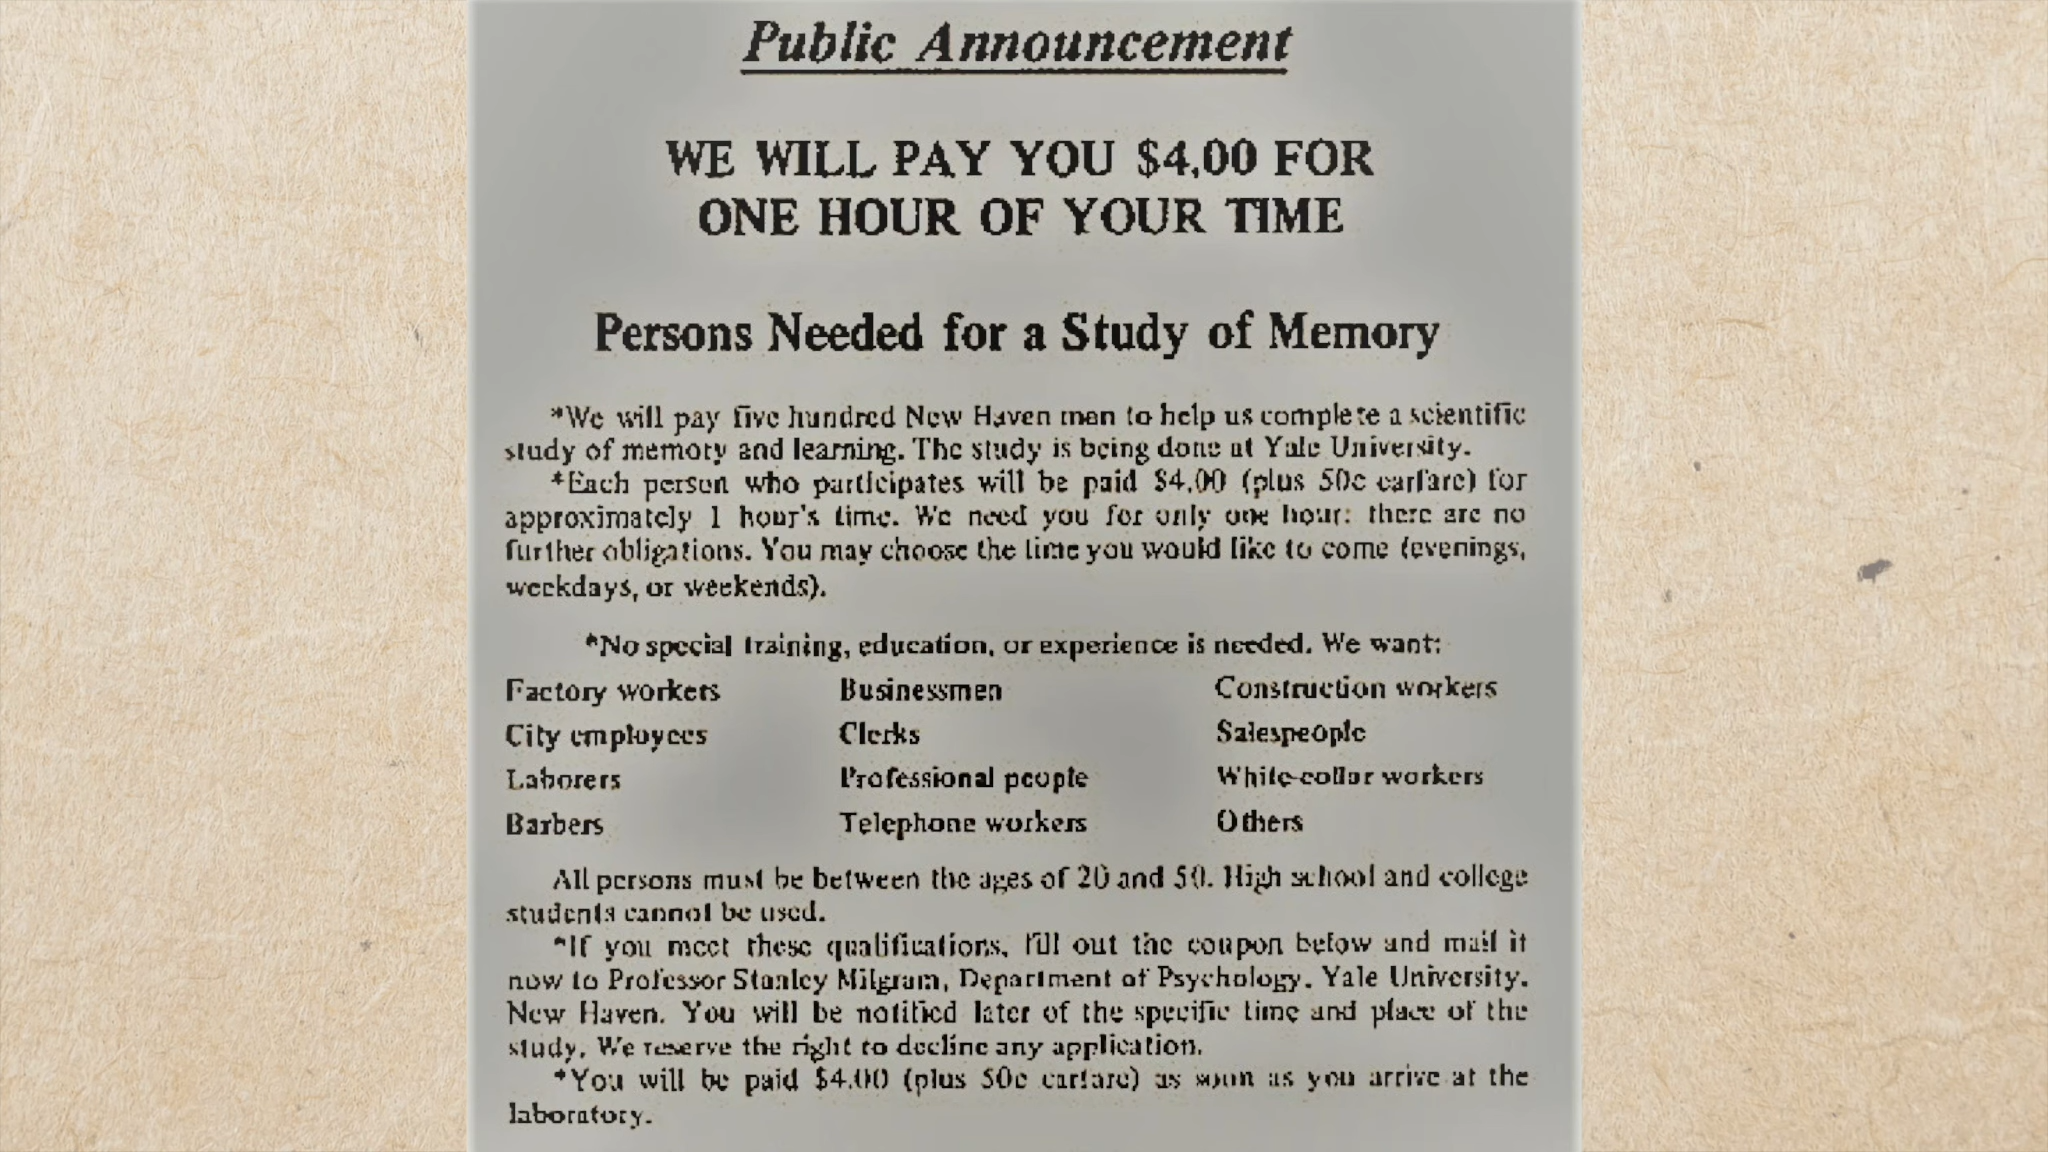 Public Announcement
WE WILL PAY YOU $4.00 FOR
ONE HOUR OF YOUR TIME
Persons Needed for a Study of Memory
*We will pay five hundred New Haven men to help us complete a scientific
study of memory and learning. The study is being done at Yale University.
*Each person who participates will be paid $4.00 (plus 50c carfare) for
approximately 1 hour's time. We need you for only one hour: there are no
further obligations. You may choose the time you would like to come (evenings,
weekdays, or weekends).
*No special training, education, or experience is needed. We want:
Factory workers Businessmen Construction workers
City employees Clerks Salespeople
Laborers Professional people White-collar workers
Barbers Telephone workers Others
All persons must be between the ages of 20 and 50. High school and college
students cannot be used.
*If you meet these qualifications, fill out the coupon below and mail it
now to Professor Stanley Milgram, Department of Psychology, Yale University,
New Haven. You will be notified later of the specific time and place of the
study. We reserve the right to decline any application.
*You will be paid $4.00 (plus 50c carfare) as soon as you arrive at the
laboratory.